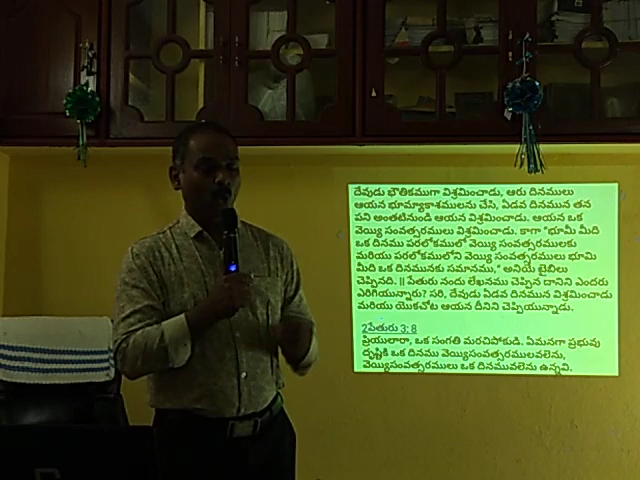 దేవుడు భౌతికముగా విశ్రమించాడు, ఆరు దినములు
ఆయన భూమ్యాకాశములను చేసి, ఏడవ దినమున తన
పని అంతటినుండి ఆయన విశ్రమించాడు. ఆయన ఒక
వెయ్యి సంవత్సరములు విశ్రమించాడు. కాగా "భూమి మీది
ఒక దినము పరలోకములో వెయ్యి సంవత్సరములకు
మరియు పరలోకములోని వెయ్యి సంవత్సరములు భూమి
మీది ఒక దినమునకు సమానము," అనియే బైబిలు
చెప్పినది. II పేతురు నందు లేఖనము చెప్పిన దానిని ఎందరు
ఎరిగియున్నారు? సరి, దేవుడు ఏడవ దినమున విశ్రమించాడు
మరియు యొకచోట ఆయన దీనిని చెప్పియున్నాడు.
2పేతురు 3: 8
ప్రియులారా, ఒక సంగతి మరచిపోకుడి. ఏమనగా ప్రభువు
దృష్టికి ఒక దినము వెయ్యిసంవత్సరములవలెను,
వెయ్యిసంవత్సరములు ఒక దినమువలెను ఉన్నవి.